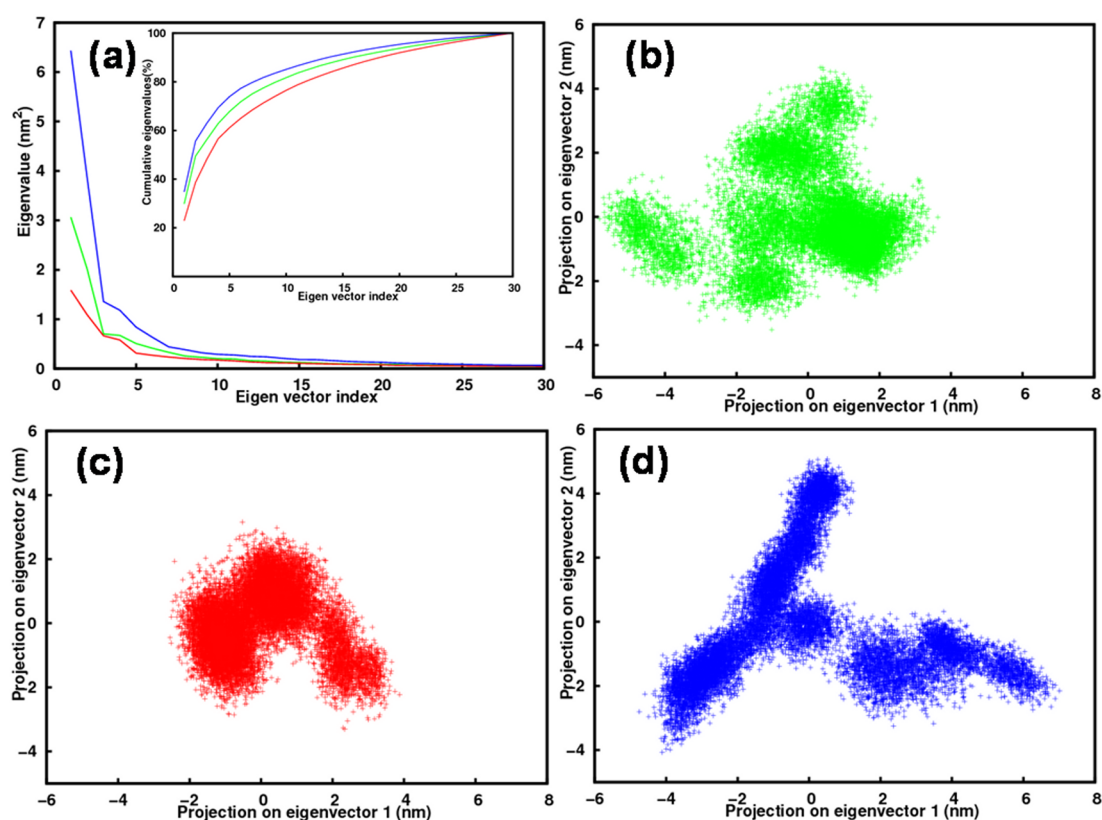 (a)
7
6
5
4
3
2
1
0
Eigenvalue (nm²)
0 5 10 15 20 25 30
Eigen vector index
100
80
60
40
20
Cumulative eigenvalues(%)
0 5 10 15 20 25 30
Eigen vector index
(b)
6
4
2
0
−2
−4
Projection on eigenvector 2 (nm)
−6 −4 −2 0 2 4 6 8
Projection on eigenvector 1 (nm)
(c)
6
4
2
0
−2
−4
Projection on eigenvector 2 (nm)
−6 −4 −2 0 2 4 6 8
Projection on eigenvector 1 (nm)
(d)
6
4
2
0
−2
−4
Projection on eigenvector 2 (nm)
−6 −4 −2 0 2 4 6 8
Projection on eigenvector 1 (nm)